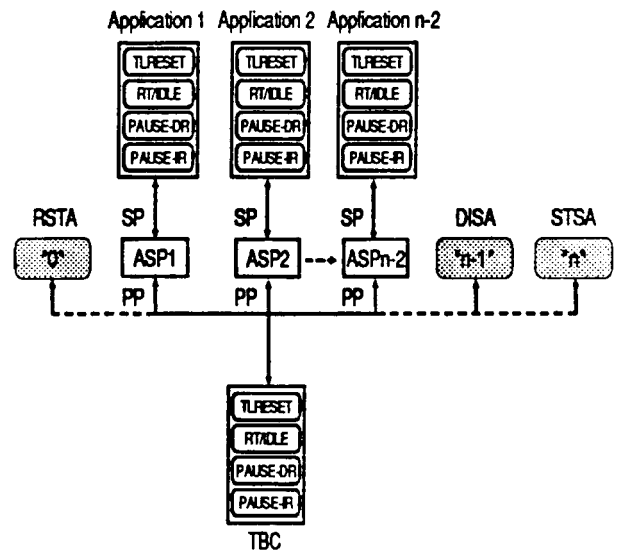 Application 1 Application 2 Application n-2
TLRESET TLRESET TLRESET
RT/IDLE RT/IDLE RT/IDLE
PAUSE-DR PAUSE-DR PAUSE-DR
PAUSE-IR PAUSE-IR PAUSE-IR
RSTA SP SP SP DISA STSA
"0" ASP1 ASP2 ASPn-2 "n-1" "n"
PP PP PP
TLRESET
RT/IDLE
PAUSE-DR
PAUSE-IR
TBC